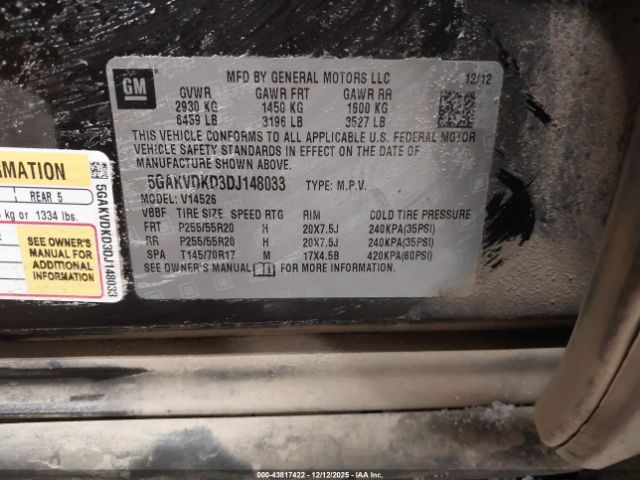 GM
MFD BY GENERAL MOTORS LLC
12/12
GVWR GAWR FRT GAWR RR
2930 KG 1450 KG 1600 KG
6459 LB 3196 LB 3527 LB
THIS VEHICLE CONFORMS TO ALL APPLICABLE U.S. FEDERAL MOTOR
VEHICLE SAFETY STANDARDS IN EFFECT ON THE DATE OF
MANUFACTURE SHOWN ABOVE.
5GAKVDKD3DJ148033 TYPE: M.P.V.
MODEL: V14526
VBBF TIRE SIZE SPEED RTG RIM COLD TIRE PRESSURE
FRT P255/55R20 H 20X7.5J 240KPA(35PSI)
RR P255/55R20 H 20X7.5J 240KPA(35PSI)
SPA T145/70R17 M 17X4.5B 420KPA(60PSI)
SEE OWNER'S MANUAL FOR MORE INFORMATION
REAR 5
kg or 1334 lbs.
SEE OWNER'S
MANUAL FOR
ADDITIONAL
INFORMATION
5GAKVDKD3DJ148033
000-43817422 - 12/12/2025 - IAAI.COM